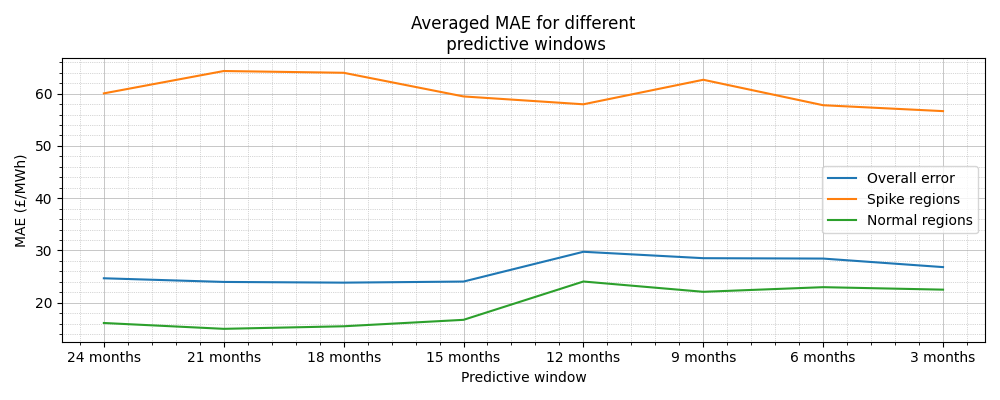 Averaged MAE for different
predictive windows
MAE (£/MWh)
60
50
40
30
20
Overall error
Spike regions
Normal regions
24 months
21 months
18 months
15 months
12 months
9 months
6 months
3 months
Predictive window